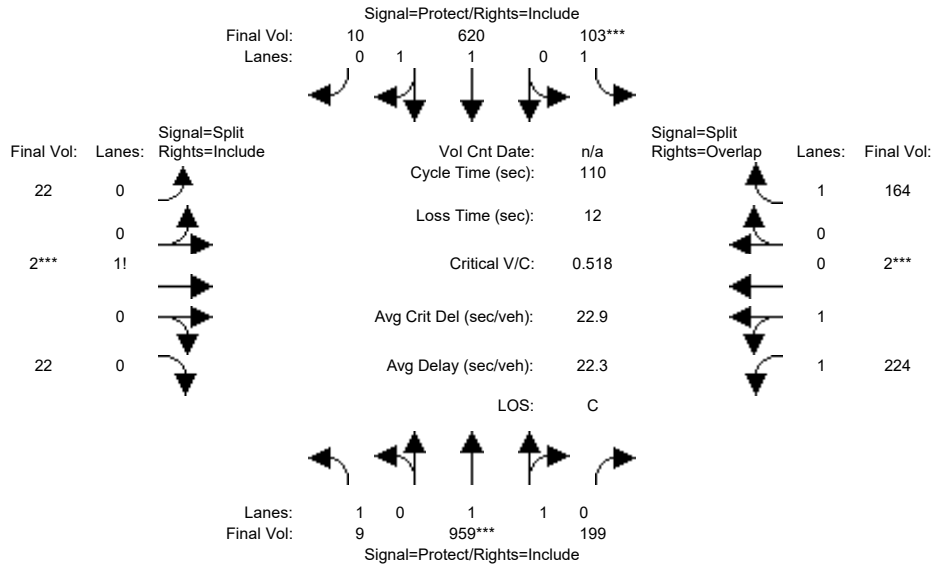 Signal=Protect/Rights=Include
Final Vol: 10 620 103***
Lanes: 0 1 1 0 1
Signal=Split
Final Vol: Lanes: Rights=Include
Vol Cnt Date: n/a
Signal=Split
Rights=Overlap Lanes: Final Vol:
Cycle Time (sec): 110
22 0
1 164
Loss Time (sec): 12
0
0
2*** 1!
Critical V/C: 0.518
0 2***
0
Avg Crit Del (sec/veh): 22.9
1
22 0
Avg Delay (sec/veh): 22.3
1 224
LOS: C
Lanes: 1 0 1 1 0
Final Vol: 9 959*** 199
Signal=Protect/Rights=Include